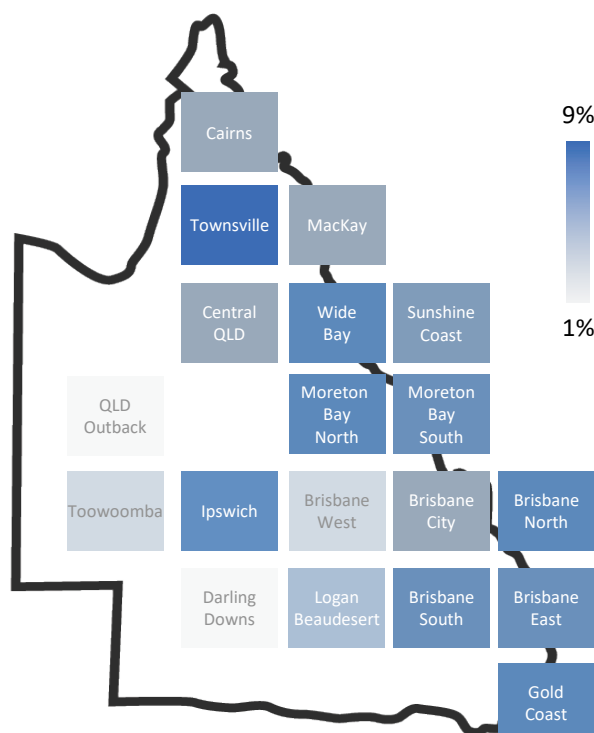 9%
Cairns
Townsville
MacKay
Central
QLD
Wide
Bay
Sunshine
Coast
1%
QLD
Outback
Moreton
Bay
North
Moreton
Bay
South
Toowoomba
Ipswich
Brisbane
West
Brisbane
City
Brisbane
North
Darling
Downs
Logan
Beaudesert
Brisbane
South
Brisbane
East
Gold
Coast